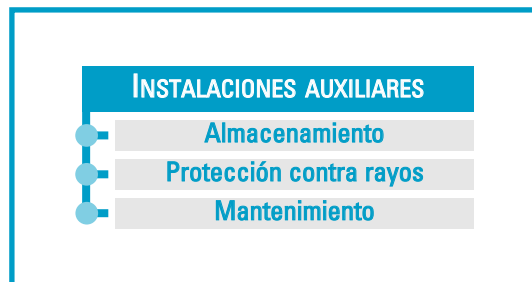 INSTALACIONES AUXILIARES
Almacenamiento
Protección contra rayos
Mantenimiento